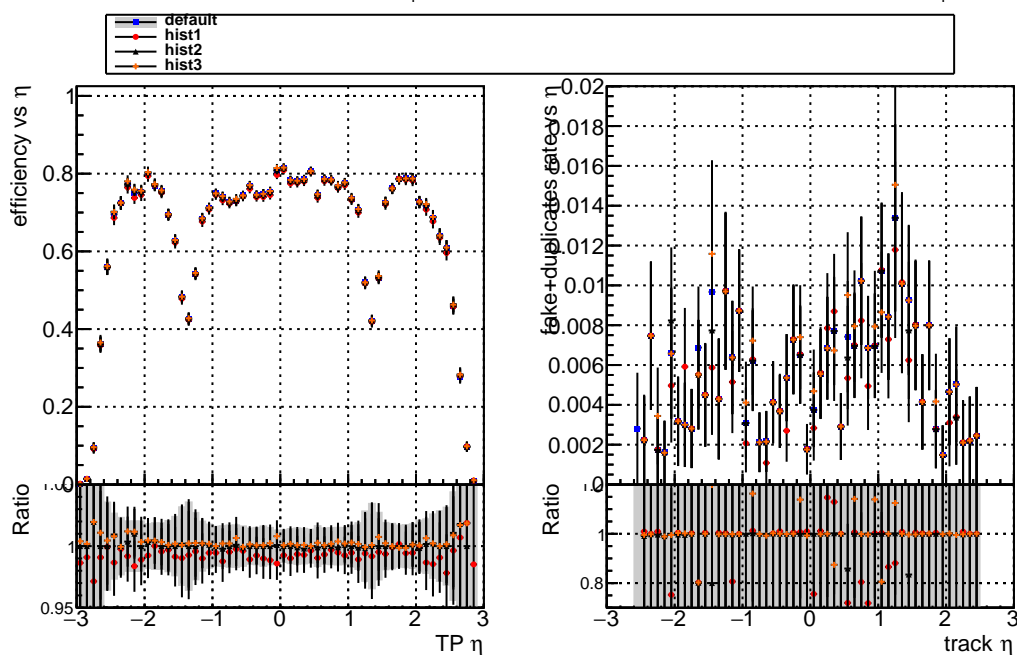 default
hist1
hist2
hist3
efficiency vs η
1
0.8
0.6
0.4
0.2
0
Ratio
1
0.95
−3 −2 −1 0 1 2 3
TP η
fake+duplicates rate vs η
0.02
0.018
0.016
0.014
0.012
0.01
0.008
0.006
0.004
0.002
0
Ratio
1
0.8
−3 −2 −1 0 1 2 3
track η